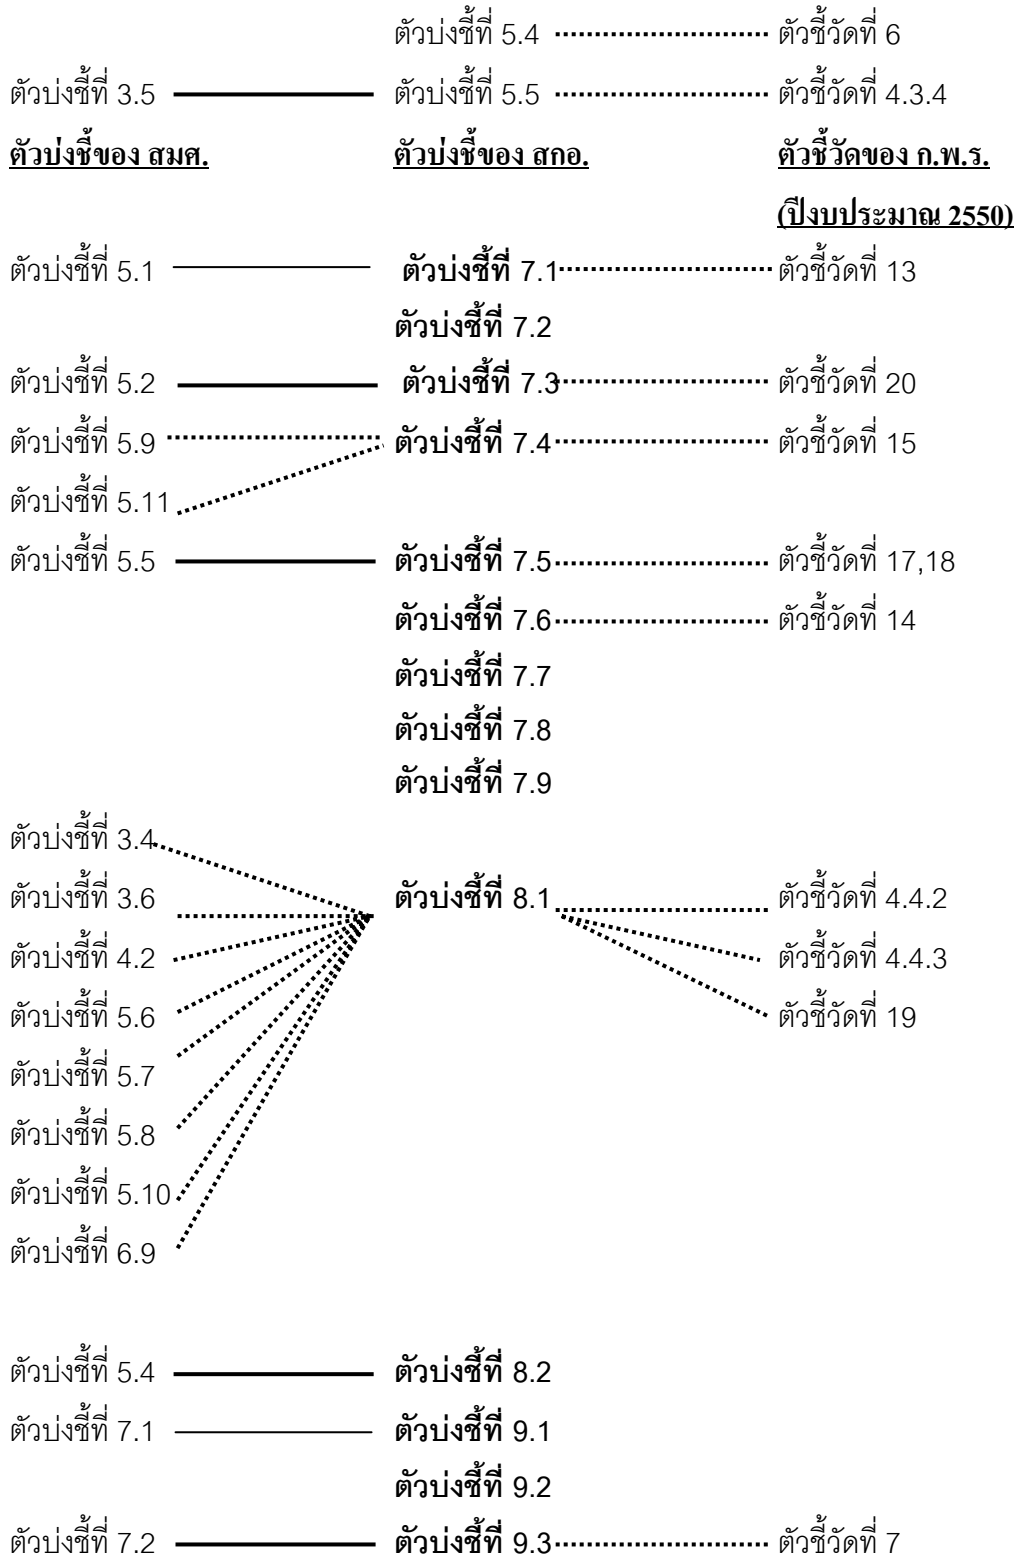 ตัวบ่งชี้ที่ 5.4 ตัวชี้วัดที่ 6
ตัวบ่งชี้ที่ 3.5 ตัวบ่งชี้ที่ 5.5 ตัวชี้วัดที่ 4.3.4
ตัวบ่งชี้ของ สมศ. ตัวบ่งชี้ของ สกอ. ตัวชี้วัดของ ก.พ.ร.
(ปีงบประมาณ 2550)
ตัวบ่งชี้ที่ 5.1 ตัวบ่งชี้ที่ 7.1 ตัวชี้วัดที่ 13
ตัวบ่งชี้ที่ 7.2
ตัวบ่งชี้ที่ 5.2 ตัวบ่งชี้ที่ 7.3 ตัวชี้วัดที่ 20
ตัวบ่งชี้ที่ 5.9 ตัวบ่งชี้ที่ 7.4 ตัวชี้วัดที่ 15
ตัวบ่งชี้ที่ 5.11
ตัวบ่งชี้ที่ 5.5 ตัวบ่งชี้ที่ 7.5 ตัวชี้วัดที่ 17,18
ตัวบ่งชี้ที่ 7.6 ตัวชี้วัดที่ 14
ตัวบ่งชี้ที่ 7.7
ตัวบ่งชี้ที่ 7.8
ตัวบ่งชี้ที่ 7.9
ตัวบ่งชี้ที่ 3.4
ตัวบ่งชี้ที่ 3.6 ตัวบ่งชี้ที่ 8.1 ตัวชี้วัดที่ 4.4.2
ตัวบ่งชี้ที่ 4.2 ตัวชี้วัดที่ 4.4.3
ตัวบ่งชี้ที่ 5.6 ตัวชี้วัดที่ 19
ตัวบ่งชี้ที่ 5.7
ตัวบ่งชี้ที่ 5.8
ตัวบ่งชี้ที่ 5.10
ตัวบ่งชี้ที่ 6.9
ตัวบ่งชี้ที่ 5.4 ตัวบ่งชี้ที่ 8.2
ตัวบ่งชี้ที่ 7.1 ตัวบ่งชี้ที่ 9.1
ตัวบ่งชี้ที่ 9.2
ตัวบ่งชี้ที่ 7.2 ตัวบ่งชี้ที่ 9.3 ตัวชี้วัดที่ 7